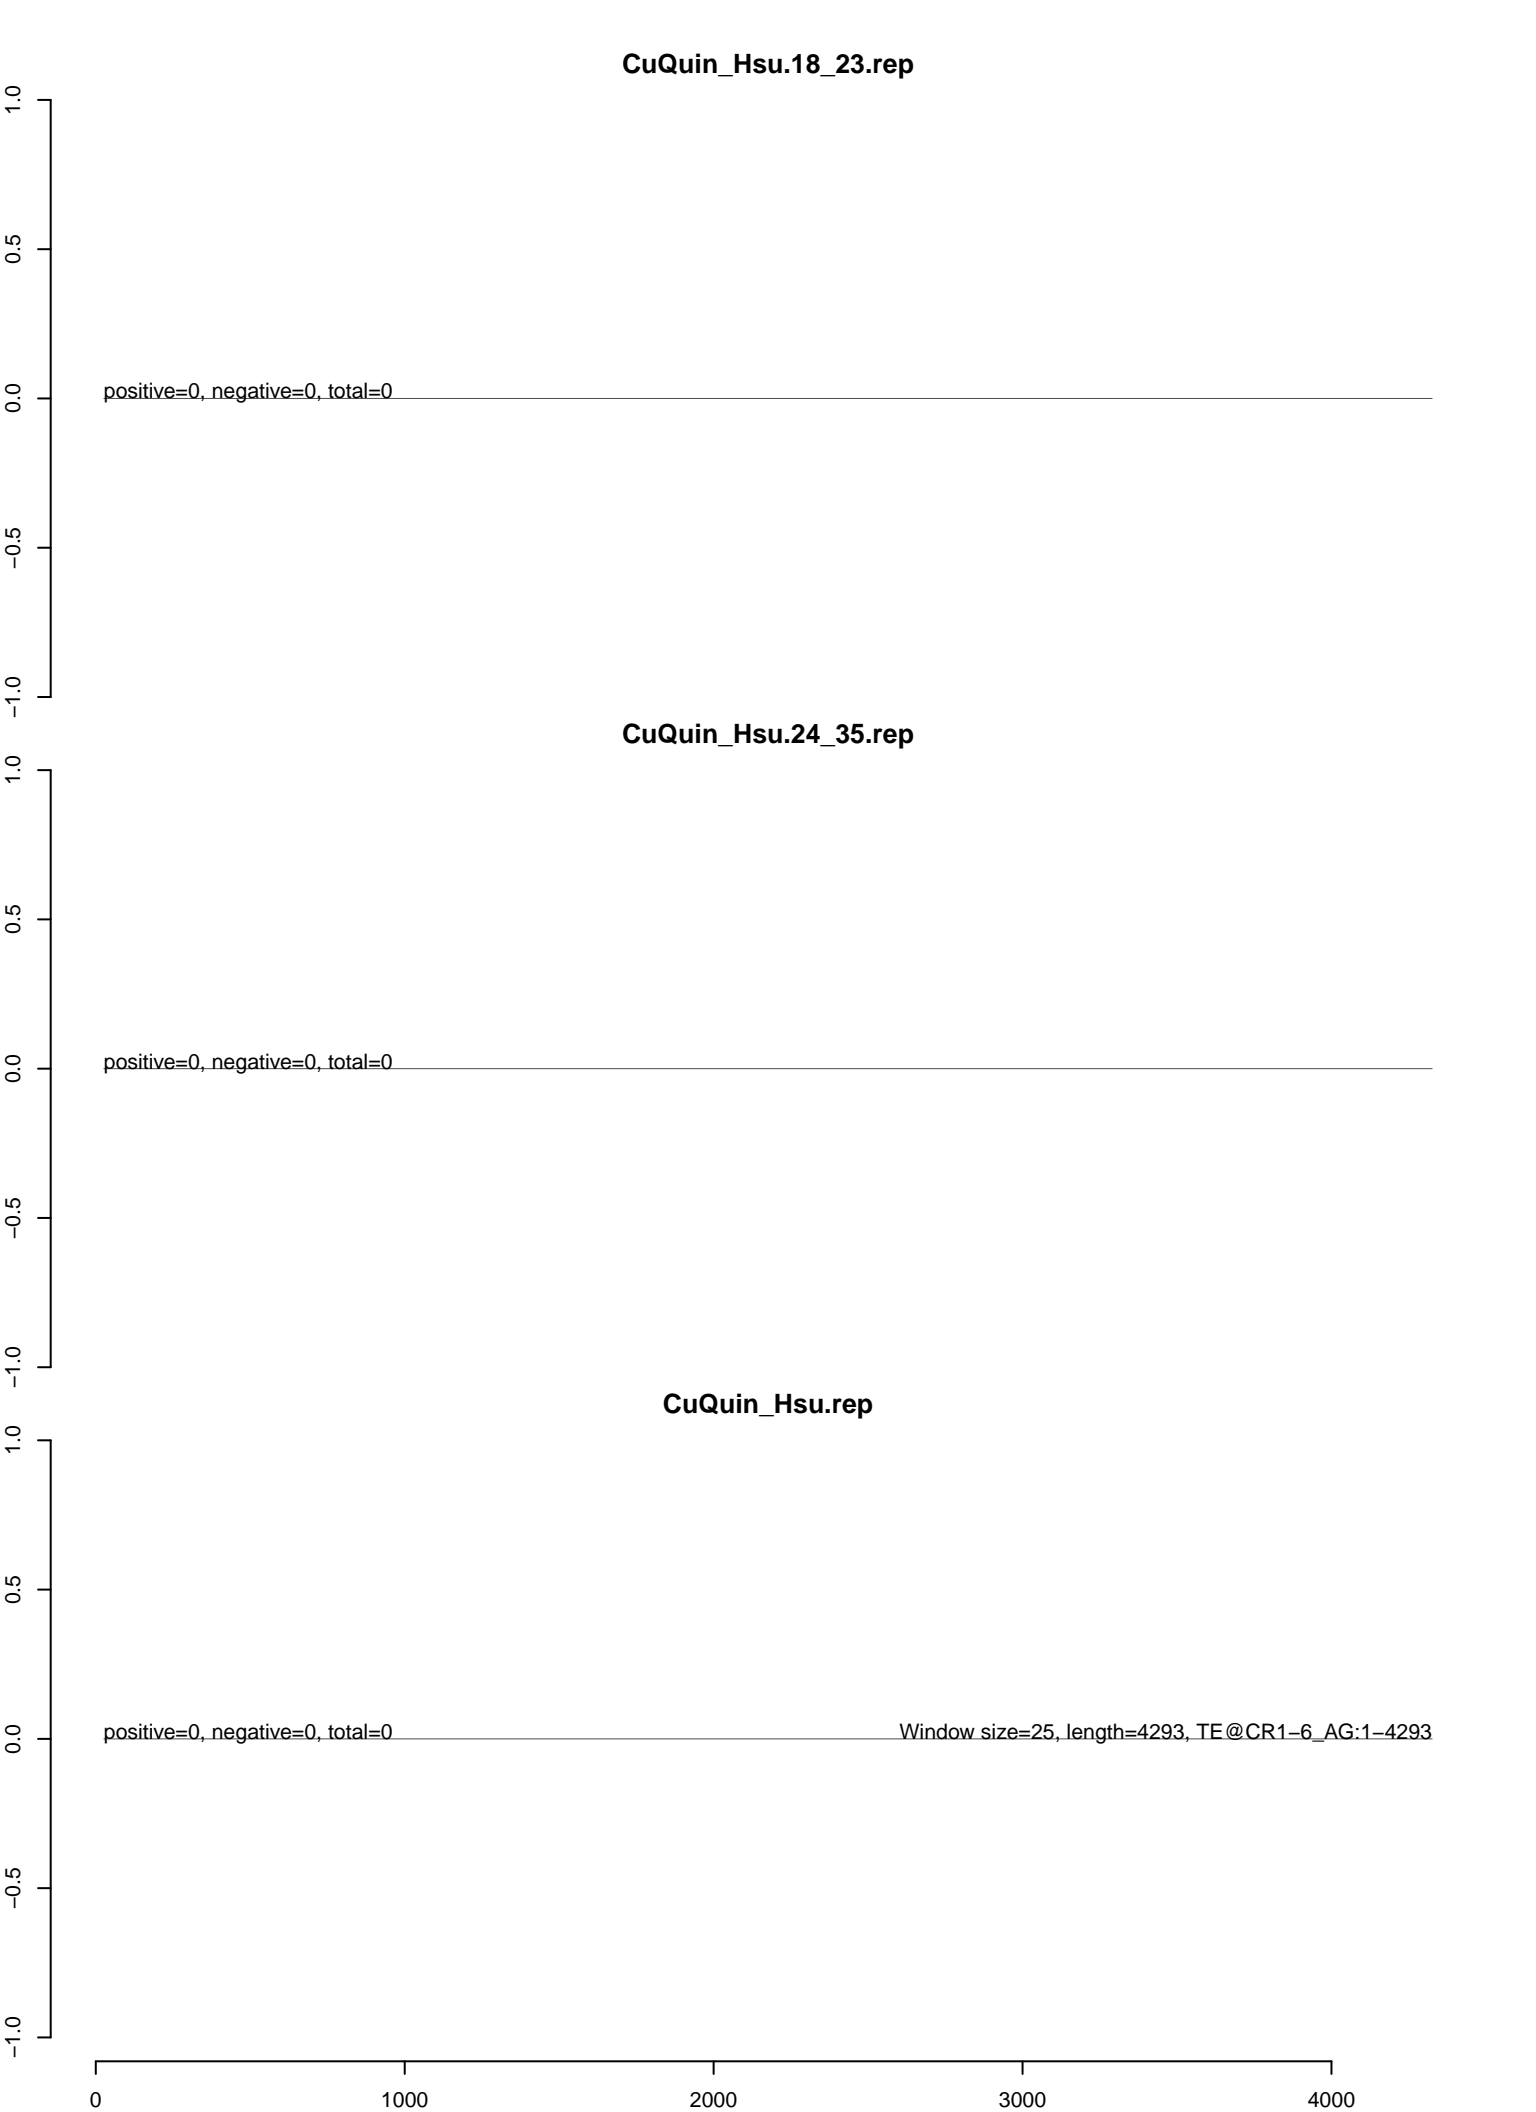 CuQuin_Hsu.18_23.rep
1.0
0.5
0.0
−0.5
−1.0
positive=0, negative=0, total=0
CuQuin_Hsu.24_35.rep
1.0
0.5
0.0
−0.5
−1.0
positive=0, negative=0, total=0
CuQuin_Hsu.rep
1.0
0.5
0.0
−0.5
−1.0
positive=0, negative=0, total=0
Window size=25, length=4293, TE@CR1−6_AG:1−4293
0 1000 2000 3000 4000